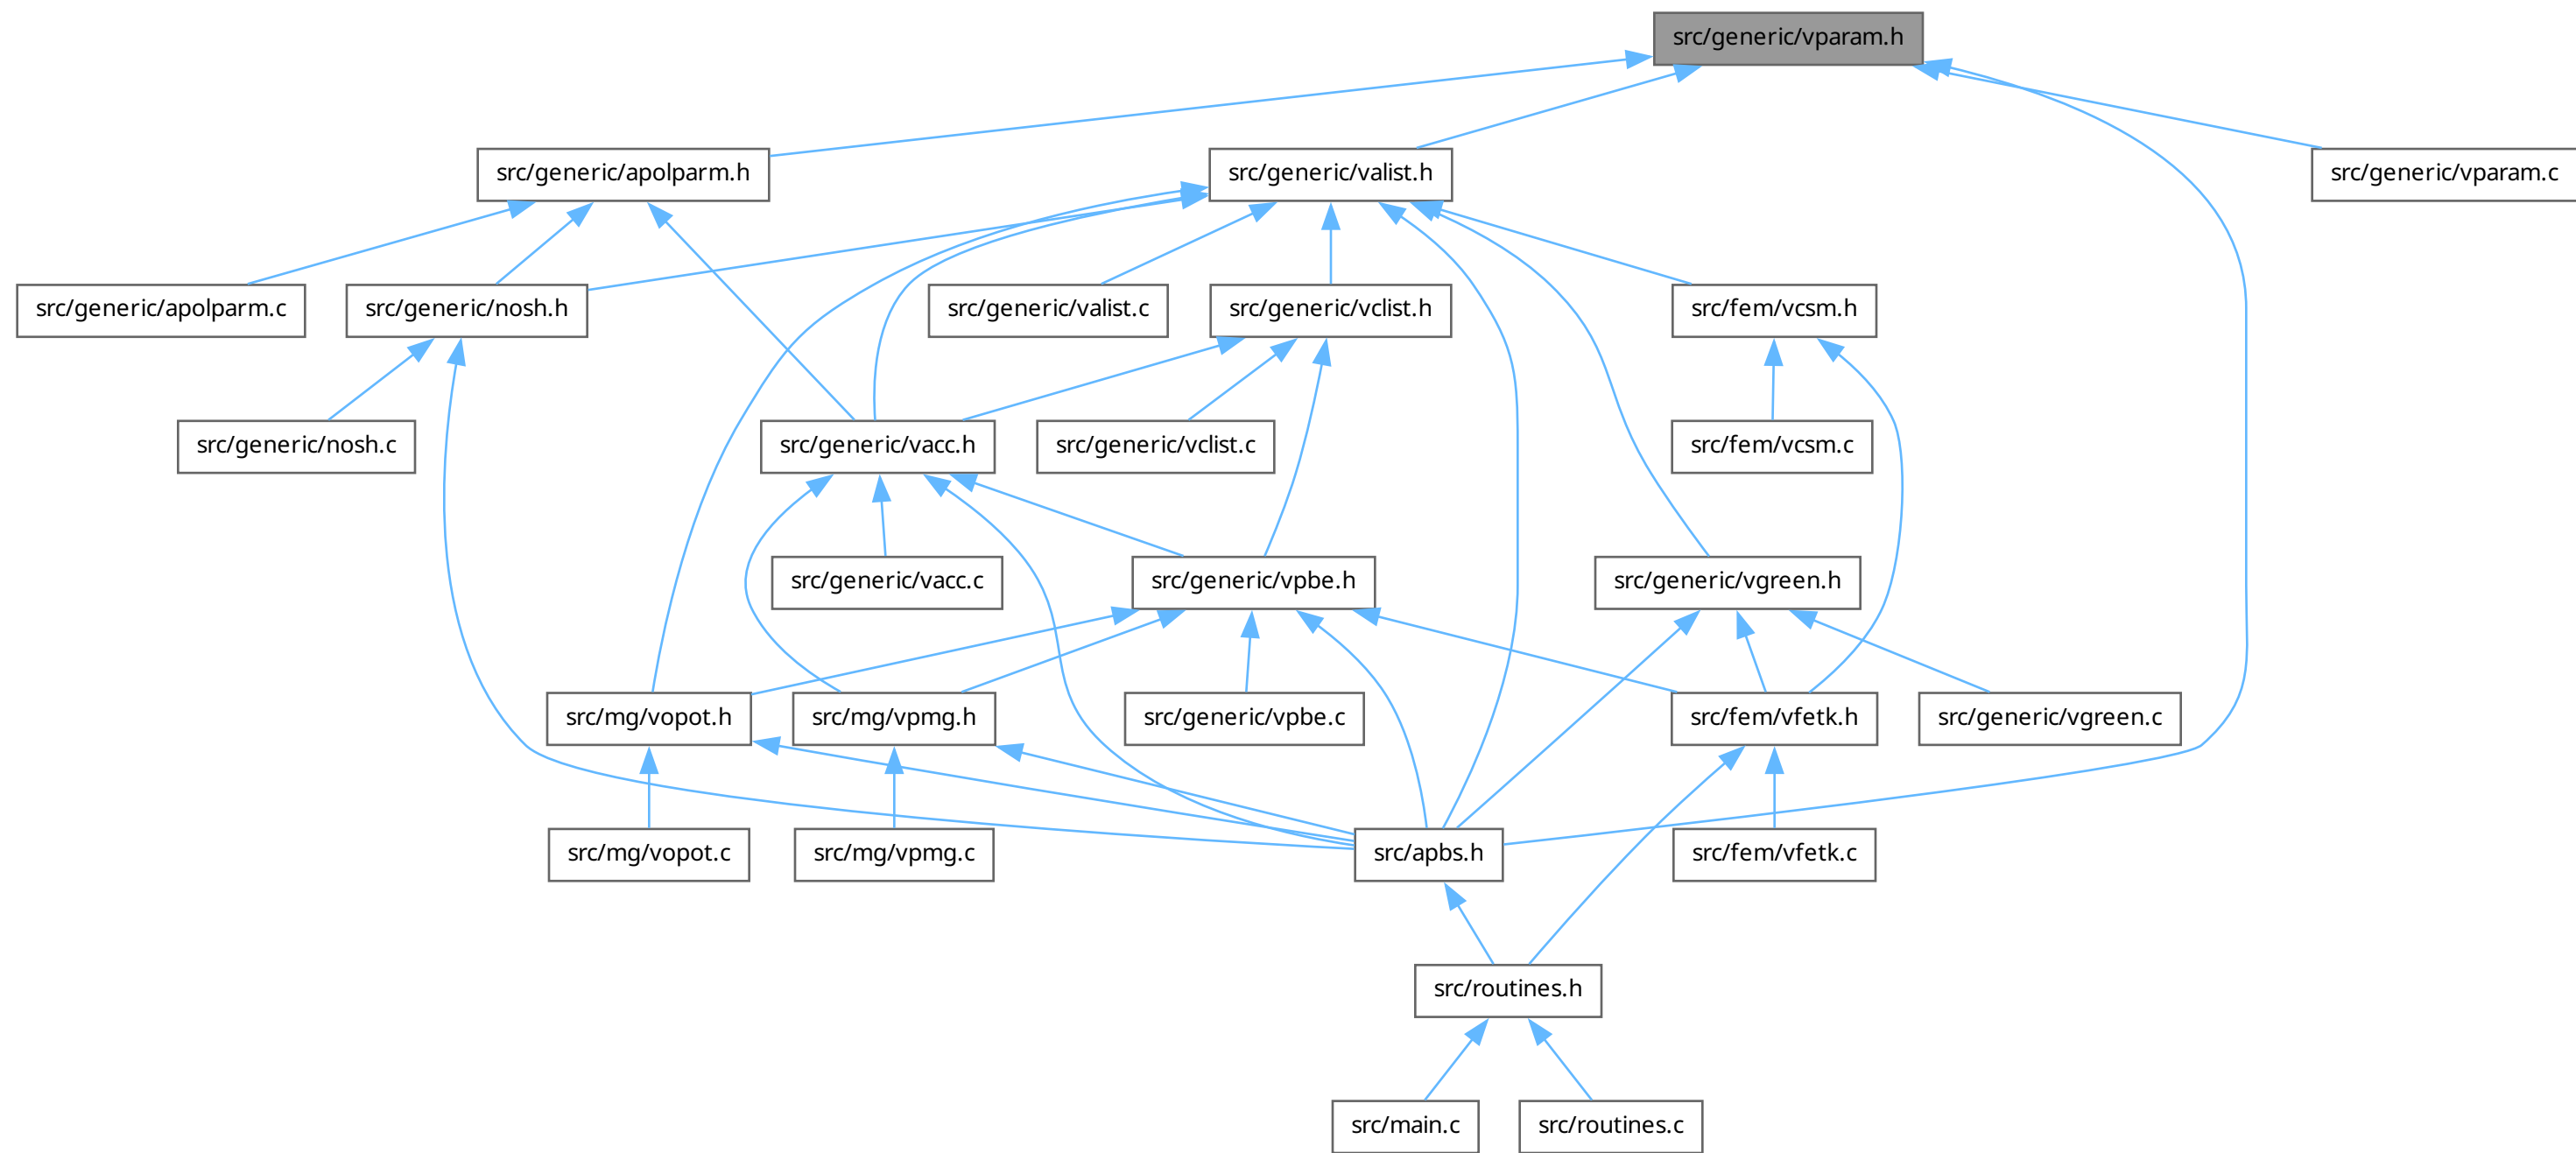 src/generic/vparam.h
src/generic/apolparm.h
src/generic/valist.h
src/generic/vparam.c
src/generic/apolparm.c
src/generic/nosh.h
src/generic/valist.c
src/generic/vclist.h
src/fem/vcsm.h
src/generic/nosh.c
src/generic/vacc.h
src/generic/vclist.c
src/fem/vcsm.c
src/generic/vacc.c
src/generic/vpbe.h
src/generic/vgreen.h
src/mg/vopot.h
src/mg/vpmg.h
src/generic/vpbe.c
src/fem/vfetk.h
src/generic/vgreen.c
src/mg/vopot.c
src/mg/vpmg.c
src/apbs.h
src/fem/vfetk.c
src/routines.h
src/main.c
src/routines.c